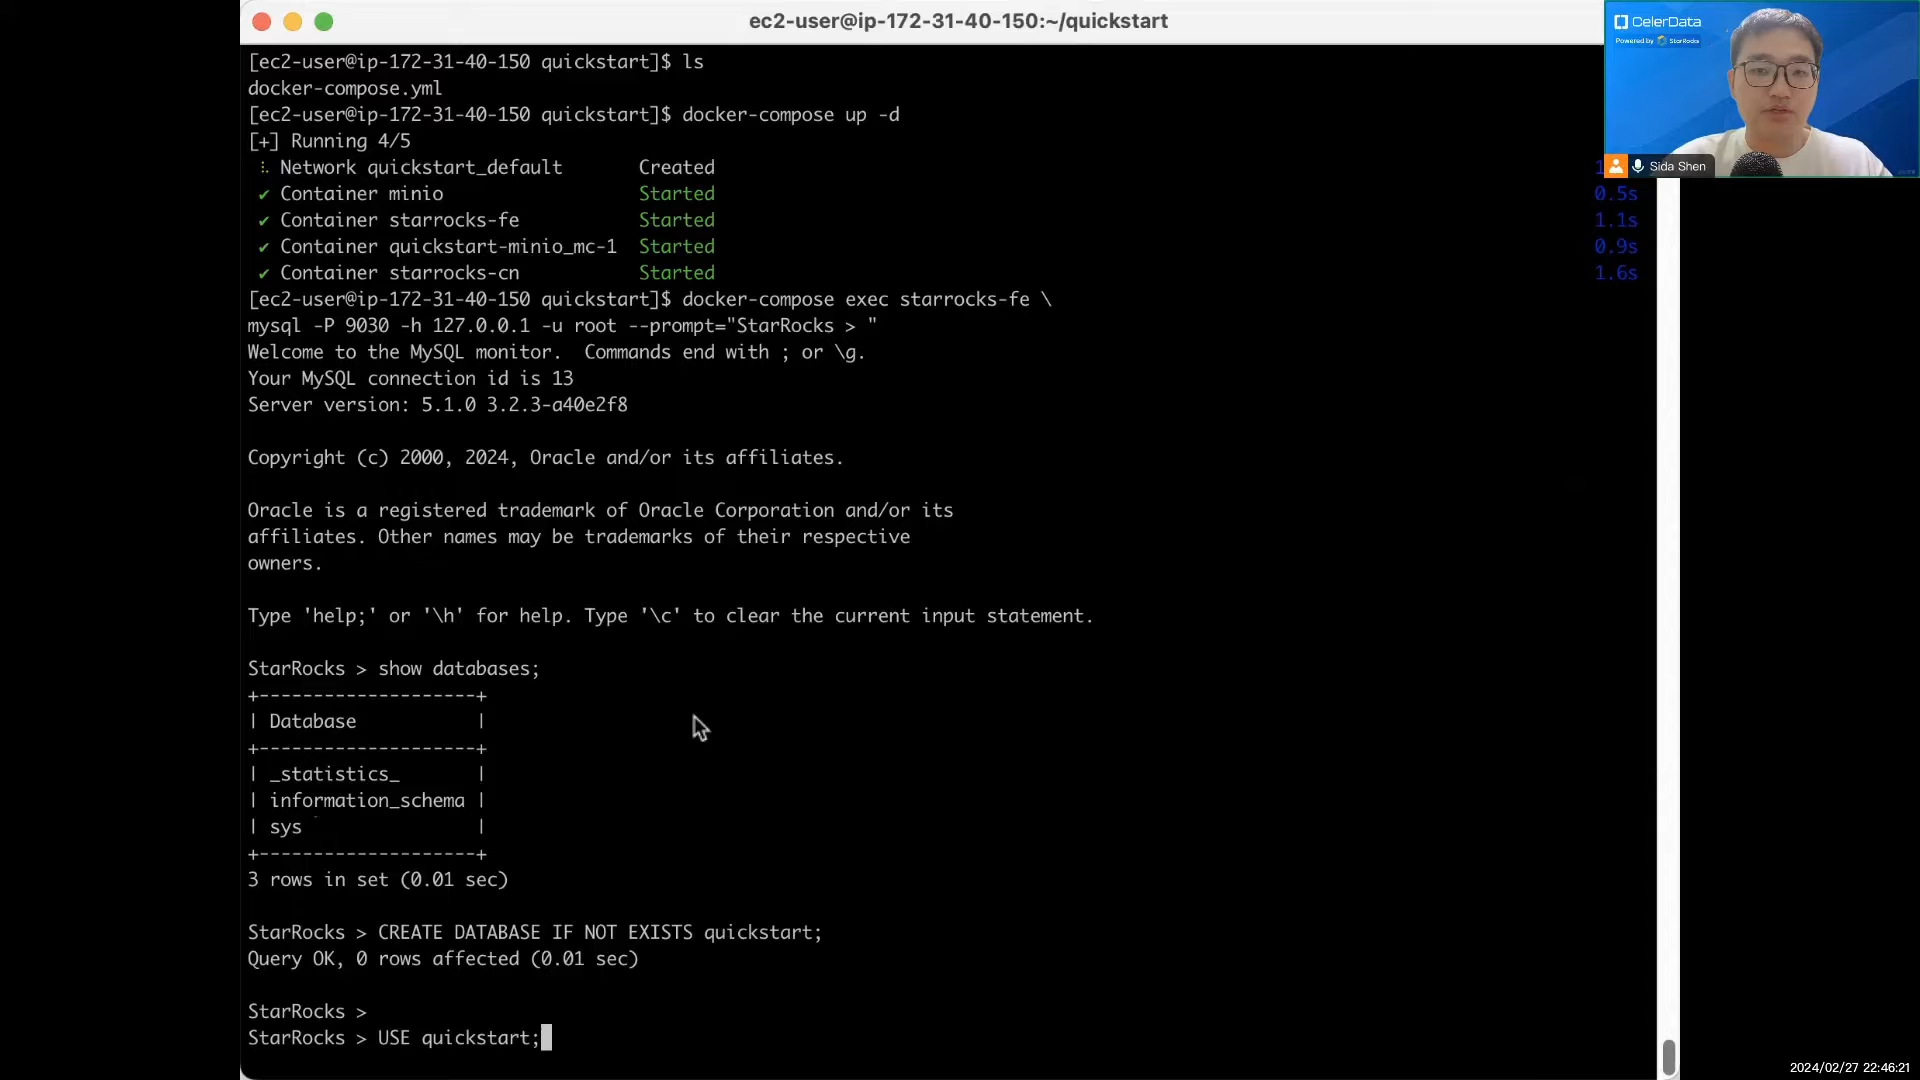 ec2-user@ip-172-31-40-150:~/quickstart
CelerData
Powered by StarRocks
[ec2-user@ip-172-31-40-150 quickstart]$ ls
docker-compose.yml
[ec2-user@ip-172-31-40-150 quickstart]$ docker-compose up -d
[+] Running 4/5
Network quickstart_default Created 1
✔ Container minio Started 0.5s
✔ Container starrocks-fe Started 1.1s
✔ Container quickstart-minio_mc-1 Started 0.9s
✔ Container starrocks-cn Started 1.6s
Sida Shen
[ec2-user@ip-172-31-40-150 quickstart]$ docker-compose exec starrocks-fe \
mysql -P 9030 -h 127.0.0.1 -u root --prompt="StarRocks > "
Welcome to the MySQL monitor.  Commands end with ; or \g.
Your MySQL connection id is 13
Server version: 5.1.0 3.2.3-a40e2f8
Copyright (c) 2000, 2024, Oracle and/or its affiliates.
Oracle is a registered trademark of Oracle Corporation and/or its
affiliates. Other names may be trademarks of their respective
owners.
Type 'help;' or '\h' for help. Type '\c' to clear the current input statement.
StarRocks > show databases;
+--------------------+
| Database           |
+--------------------+
| _statistics_       |
| information_schema |
| sys                |
+--------------------+
3 rows in set (0.01 sec)
StarRocks > CREATE DATABASE IF NOT EXISTS quickstart;
Query OK, 0 rows affected (0.01 sec)
StarRocks >
StarRocks > USE quickstart;
2024/02/27 22:46:21